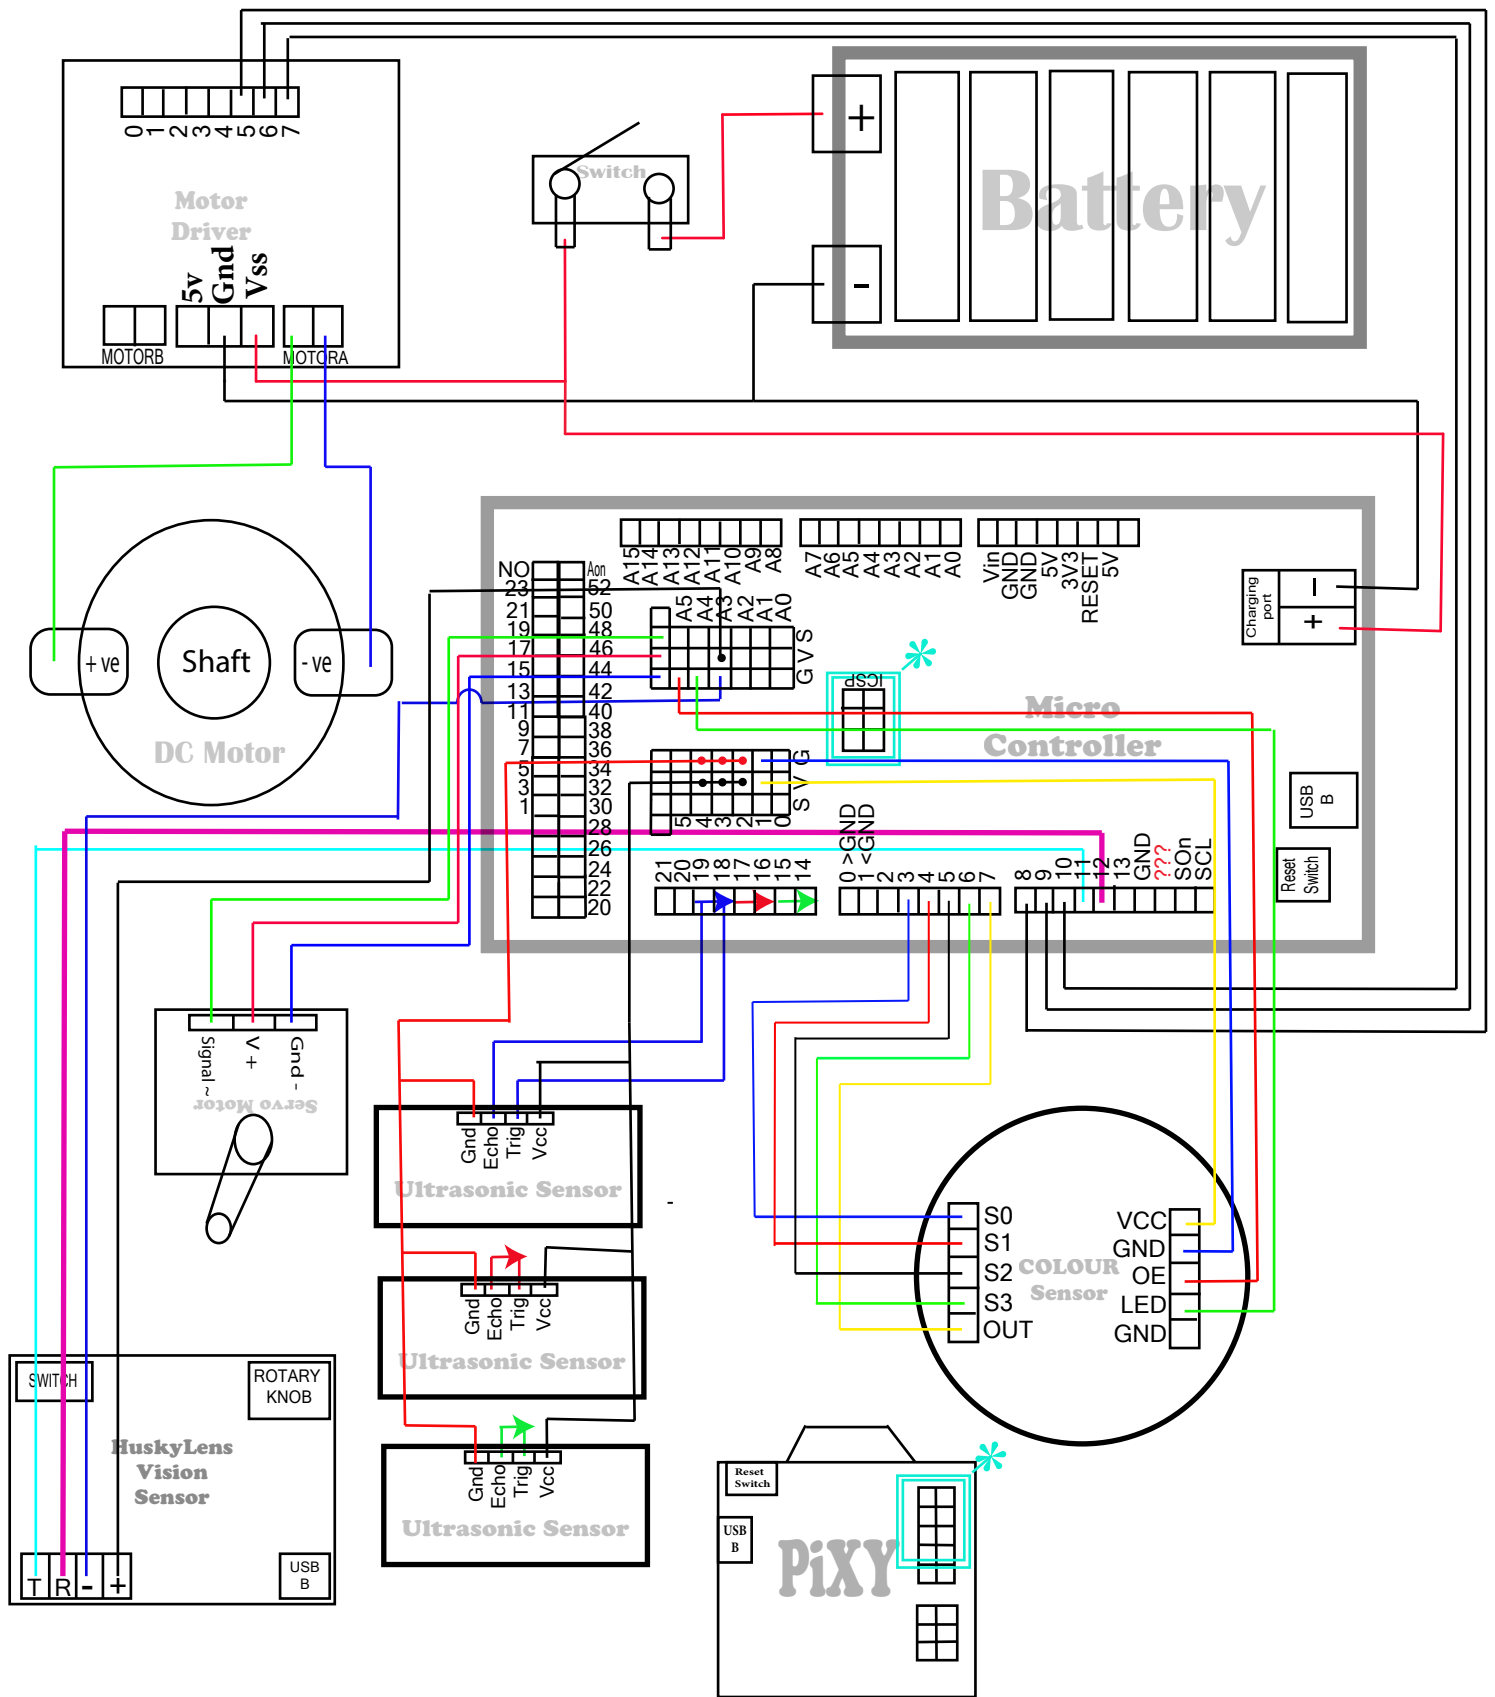 0
1
2
3
4
5
6
7
Motor
Driver
5v
Gnd
Vss
MOTORB
MOTORA
Switch
+
-
Battery
+ ve
Shaft
- ve
DC Motor
NO
23
21
19
17
15
13
11
9
7
5
3
1
Aon
52
50
48
46
44
42
40
38
36
34
32
30
28
26
24
22
20
A15
A14
A13
A12
A11
A10
A9
A8
A7
A6
A5
A4
A3
A2
A1
A0
Vin
GND
GND
5V
3V3
RESET
5V
A5
A4
A3
A2
A1
A0
G V S
ICSP
*
Micro
Controller
Charging
port
-
+
USB
B
Reset
Switch
S V G
5
4
3
2
1
0
21
20
19
18
17
16
15
14
0 >GND
1 <GND
2
3
4
5
6
7
8
9
10
11
12
13
GND
???
SOn
SCL
Signal ~
V +
Gnd -
Servo Motor
Gnd
Echo
Trig
Vcc
Ultrasonic Sensor
-
Gnd
Echo
Trig
Vcc
Ultrasonic Sensor
Gnd
Echo
Trig
Vcc
Ultrasonic Sensor
S0
S1
S2
S3
OUT
COLOUR
Sensor
VCC
GND
OE
LED
GND
SWITCH
ROTARY
KNOB
HuskyLens
Vision
Sensor
T R - +
USB
B
Reset
Switch
USB
B
PiXY
*